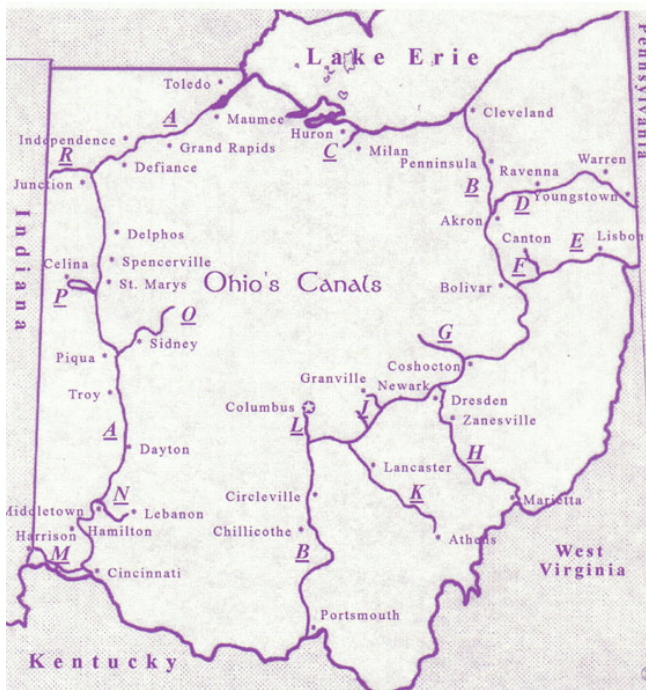 Lake Erie
Pennsylvania
Toledo
Cleveland
A
Maumee
Huron
Independence
C
Milan
Grand Rapids
Penninsula
Ravenna
Warren
R
Defiance
B
Junction
D
Youngstown
Akron
Indiana
Delphos
Canton
E
Lisbon
Spencerville
F
Celina
Ohio's Canals
St. Marys
Bolivar
P
O
G
Sidney
Piqua
Coshocton
Granville
Newark
Troy
Dresden
Columbus
J
Zanesville
L
A
Dayton
H
Lancaster
N
K
Circleville
Marietta
Middletown
Lebanon
Hamilton
Chillicothe
Harrison
Athens
M
B
West
Virginia
Cincinnati
Portsmouth
Kentucky